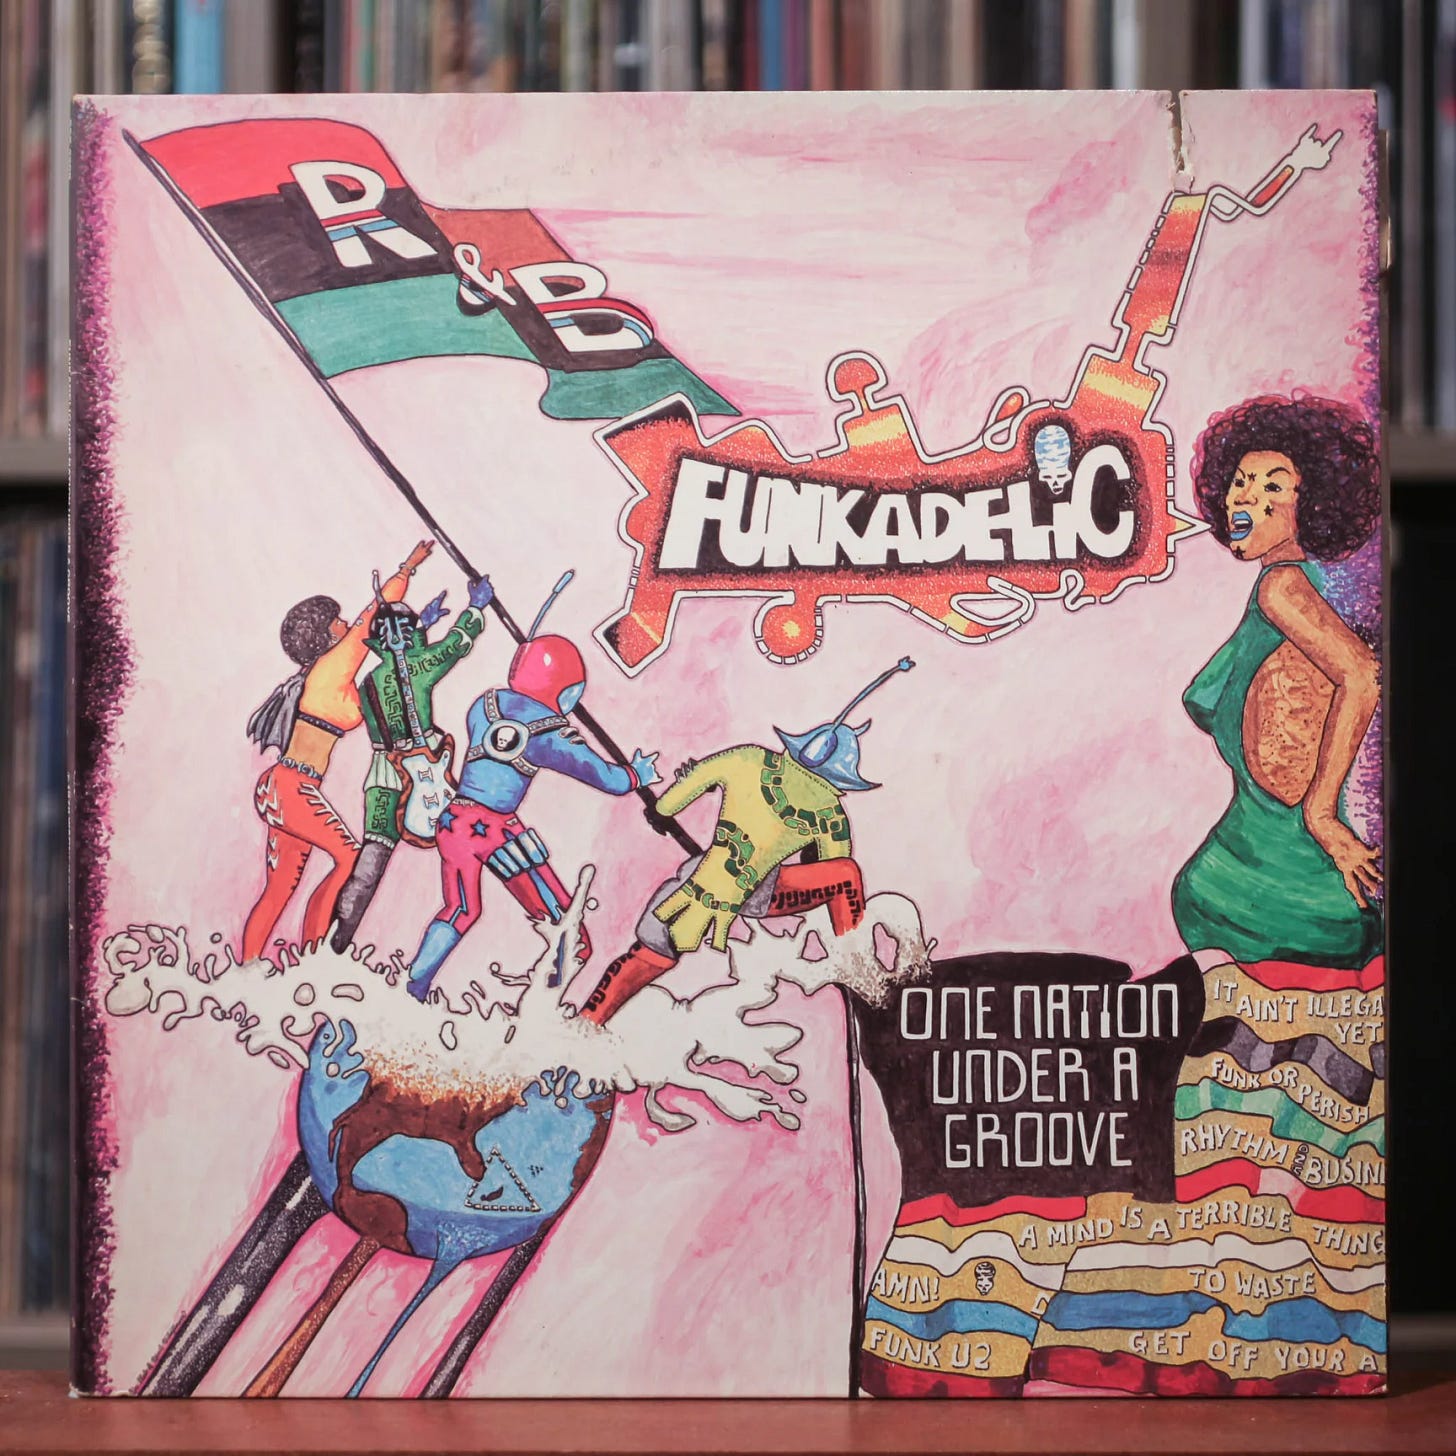 R & B
FUNKADELIC
ONE NATION
UNDER A
GROOVE
IT AIN'T ILLEGA
YET
FUNK OR PERISH
RHYTHM BUSIN
A MIND IS A TERRIBLE THING
TO WASTE
AMN!
FUNK U2
GET OFF YOUR A